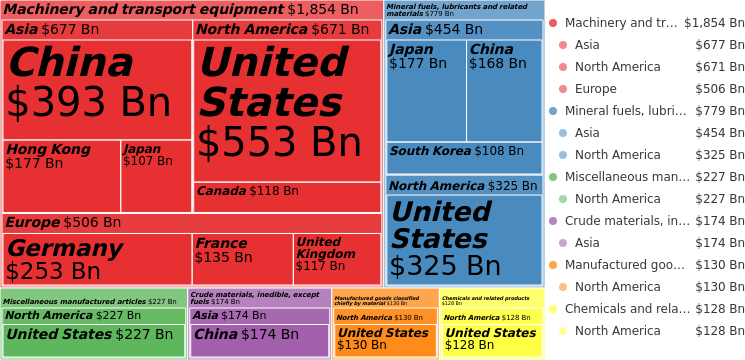 Machinery and transport equipment $1,854 Bn
Asia $677 Bn
China
$393 Bn
Hong Kong
$177 Bn
Japan
$107 Bn
North America $671 Bn
United
States
$553 Bn
Canada $118 Bn
Europe $506 Bn
Germany
$253 Bn
France
$135 Bn
United
Kingdom
$117 Bn
Mineral fuels, lubricants and related
materials $779 Bn
Asia $454 Bn
Japan
$177 Bn
China
$168 Bn
South Korea $108 Bn
North America $325 Bn
United
States
$325 Bn
Miscellaneous manufactured articles $227 Bn
North America $227 Bn
United States $227 Bn
Crude materials, inedible, except
fuels $174 Bn
Asia $174 Bn
China $174 Bn
Manufactured goods classified
chiefly by material $130 Bn
North America $130 Bn
United States
$130 Bn
Chemicals and related products
$128 Bn
North America $128 Bn
United States
$128 Bn
Machinery and tr... $1,854 Bn
Asia $677 Bn
North America $671 Bn
Europe $506 Bn
Mineral fuels, lubri... $779 Bn
Asia $454 Bn
North America $325 Bn
Miscellaneous man... $227 Bn
North America $227 Bn
Crude materials, in... $174 Bn
Asia $174 Bn
Manufactured goo... $130 Bn
North America $130 Bn
Chemicals and rela... $128 Bn
North America $128 Bn